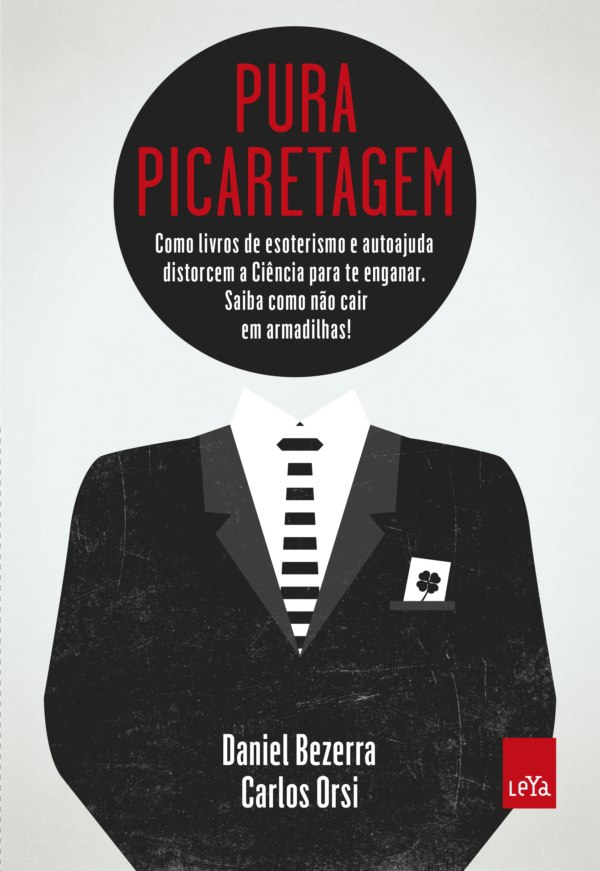 PURA
PICARETAGEM
Como livros de esoterismo e autoajuda
distorcem a Ciência para te enganar.
Saiba como não cair
em armadilhas!
Daniel Bezerra
Carlos Orsi
LeYa